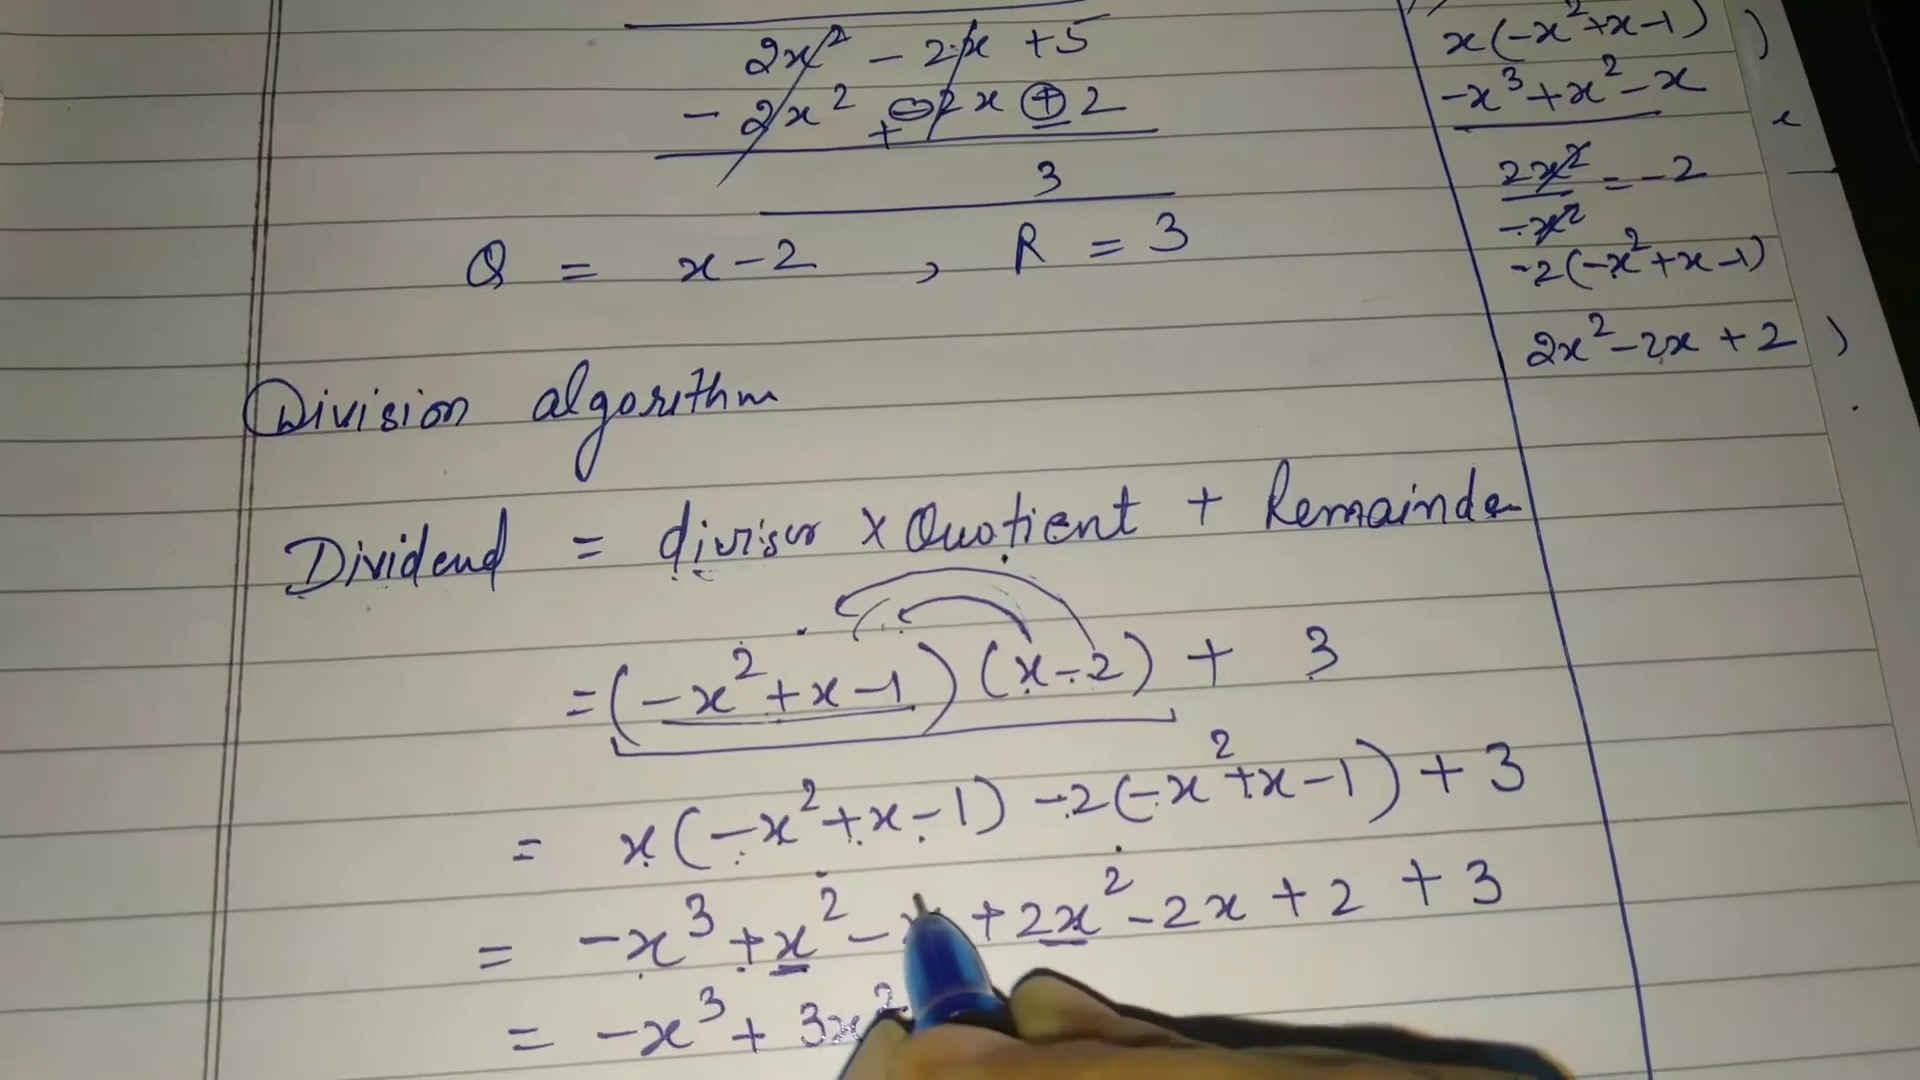 2x² - 2x + 5
- 2x² + ⊖ 2x ⊕ 2
3
Q = x - 2 , R = 3
Division algorithm
Dividend = divisor × Quotient + Remainder
= (-x² + x - 1) (x - 2) + 3
= x(-x² + x - 1) - 2(-x² + x - 1) + 3
= -x³ + x² - x + 2x² - 2x + 2 + 3
= -x³ + 3x²
x(-x² + x - 1)
-x³ + x² - x
2x² / -x² = -2
-2(-x² + x - 1)
2x² - 2x + 2